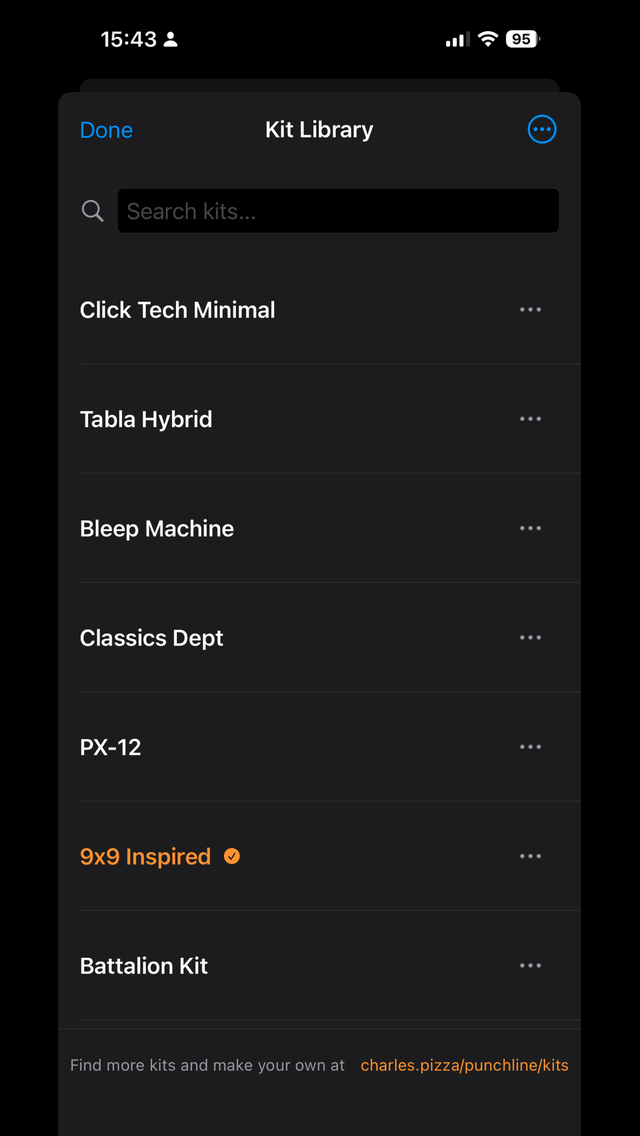 15:43
95
Done
Kit Library
Search kits...
Click Tech Minimal
Tabla Hybrid
Bleep Machine
Classics Dept
PX-12
9x9 Inspired
Battalion Kit
Find more kits and make your own at charles.pizza/punchline/kits